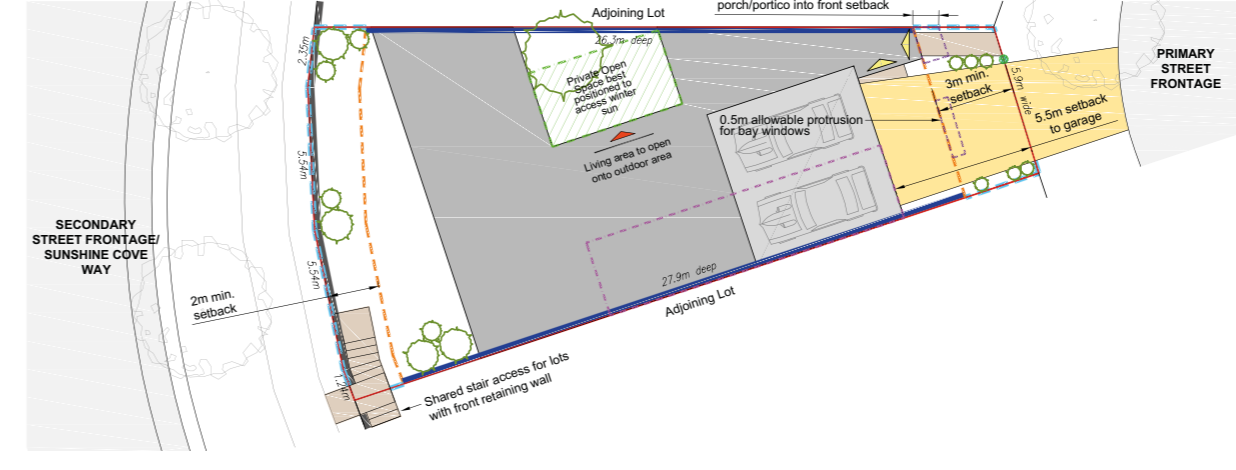 porch/portico into front setback
Adjoining Lot
26.3m deep
2.35m
Private Open
Space best
positioned to
access winter
sun
PRIMARY
STREET
FRONTAGE
3m min.
setback
5.9m wide
5.5m setback
to garage
0.5m allowable protrusion
for bay windows
Living area to open
onto outdoor area
5.54m
SECONDARY
STREET FRONTAGE/
SUNSHINE COVE
WAY
5.54m
27.9m deep
2m min.
setback
Adjoining Lot
1.24m
Shared stair access for lots
with front retaining wall